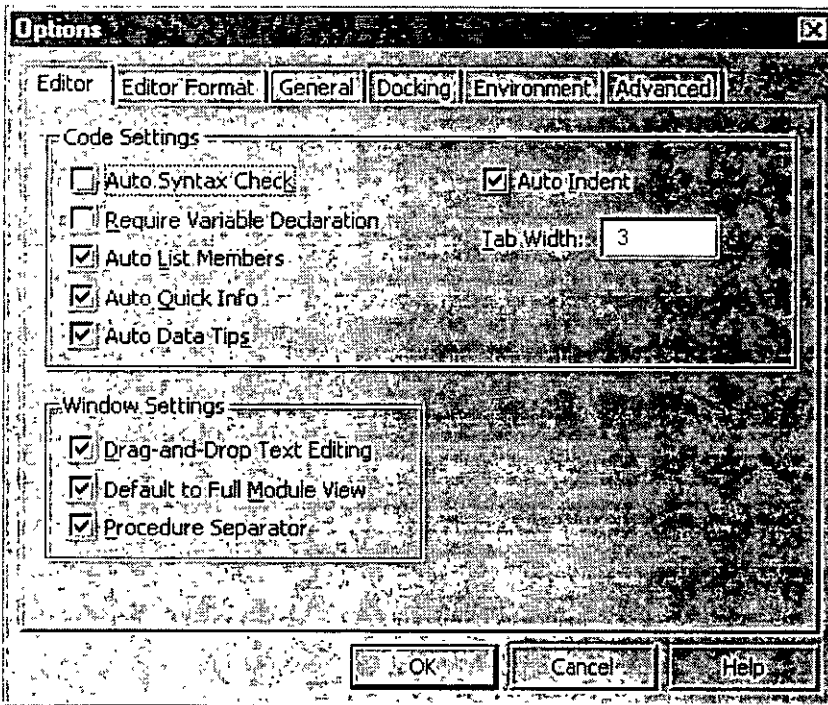 Options
Editor Editor Format General Docking Environment Advanced
Code Settings
Auto Syntax Check
Auto Indent
Require Variable Declaration
Tab Width: 3
Auto List Members
Auto Quick Info
Auto Data Tips
Window Settings
Drag-and-Drop Text Editing
Default to Full Module View
Procedure Separator
OK Cancel Help